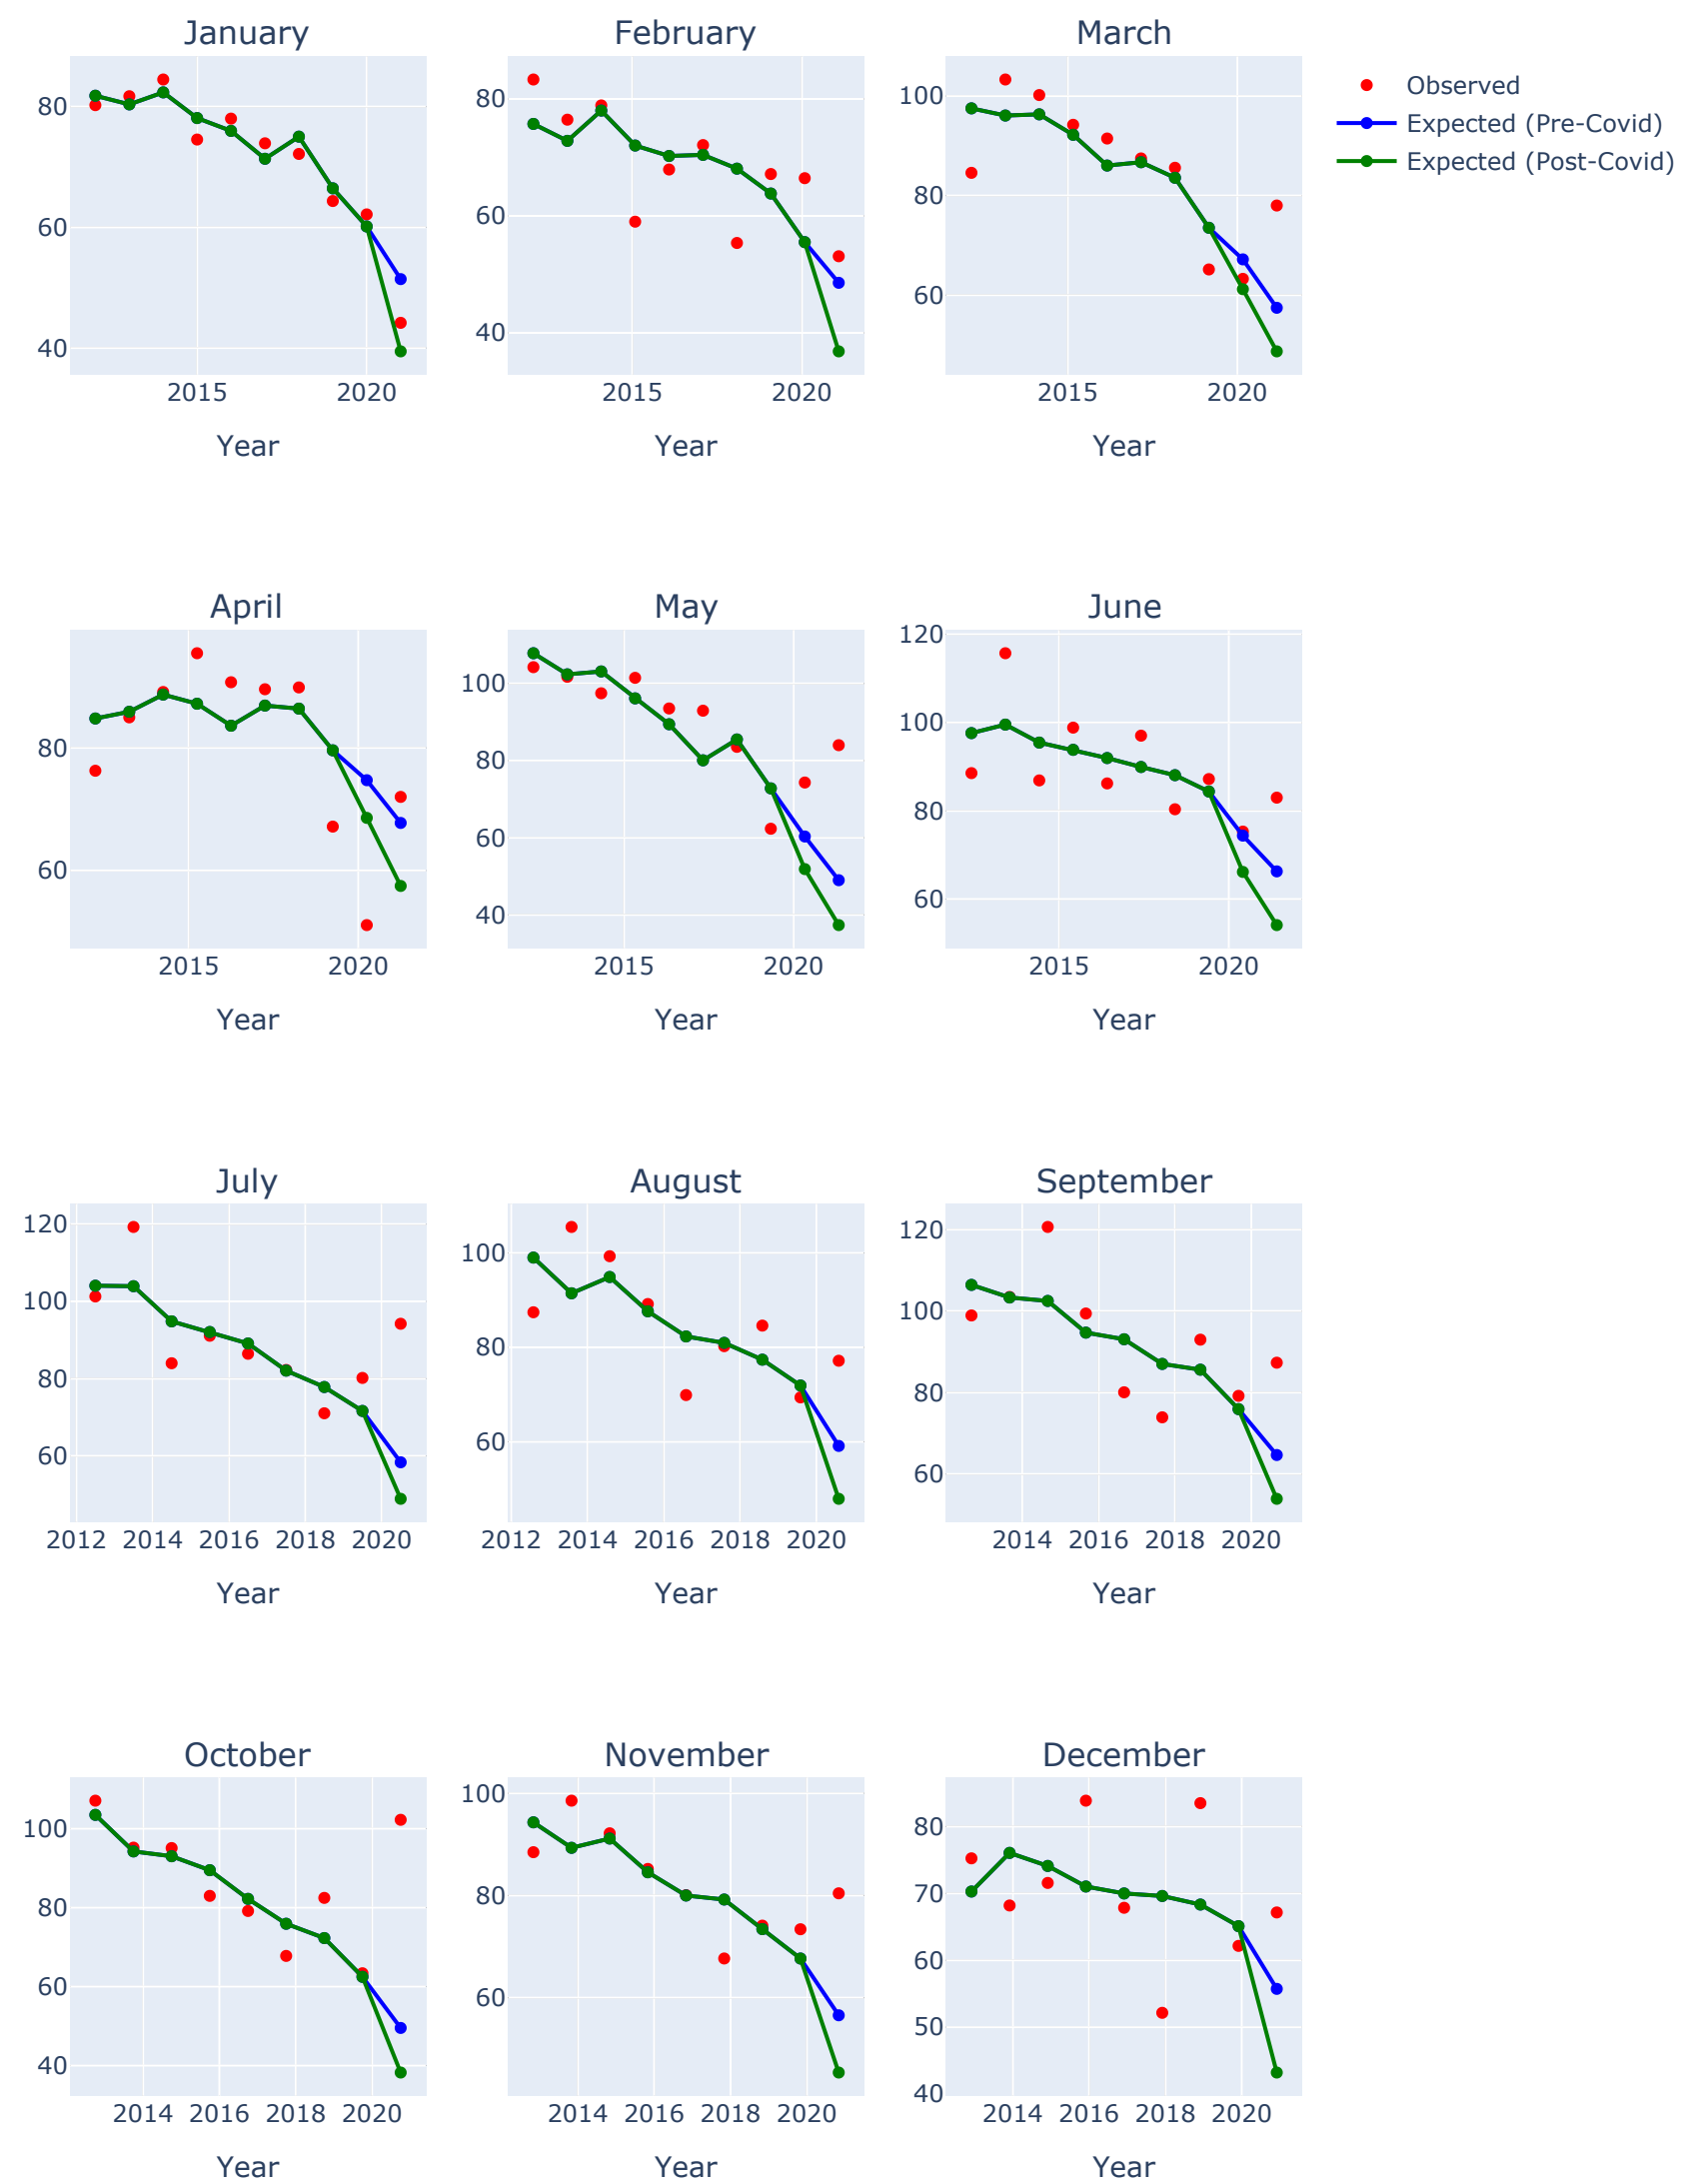 January
February
March
Observed
Expected (Pre-Covid)
Expected (Post-Covid)
80
60
40
2015
2020
Year
80
60
40
2015
2020
Year
100
80
60
2015
2020
Year
April
May
June
80
60
2015
2020
Year
100
80
60
40
2015
2020
Year
120
100
80
60
2015
2020
Year
July
August
September
120
100
80
60
2012
2014
2016
2018
2020
Year
100
80
60
2012
2014
2016
2018
2020
Year
120
100
80
60
2014
2016
2018
2020
Year
October
November
December
100
80
60
40
2014
2016
2018
2020
Year
100
80
60
2014
2016
2018
2020
Year
80
70
60
50
40
2014
2016
2018
2020
Year